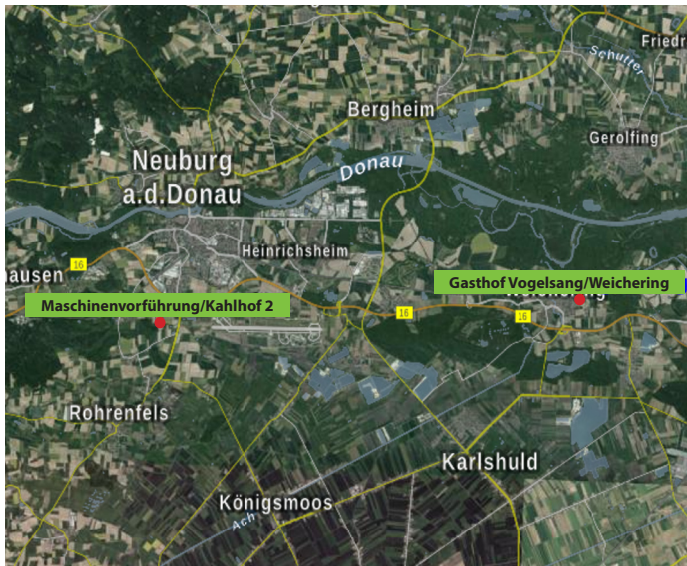 Friedr
Schutter
Bergheim
Gerolfing
Neuburg
a.d.Donau
Donau
Heinrichsheim
hausen
16
Gasthof Vogelsang/Weichering
Maschinenvorführung/Kahlhof 2
16
16
Rohrenfels
Karlshuld
Königsmoos
Ach